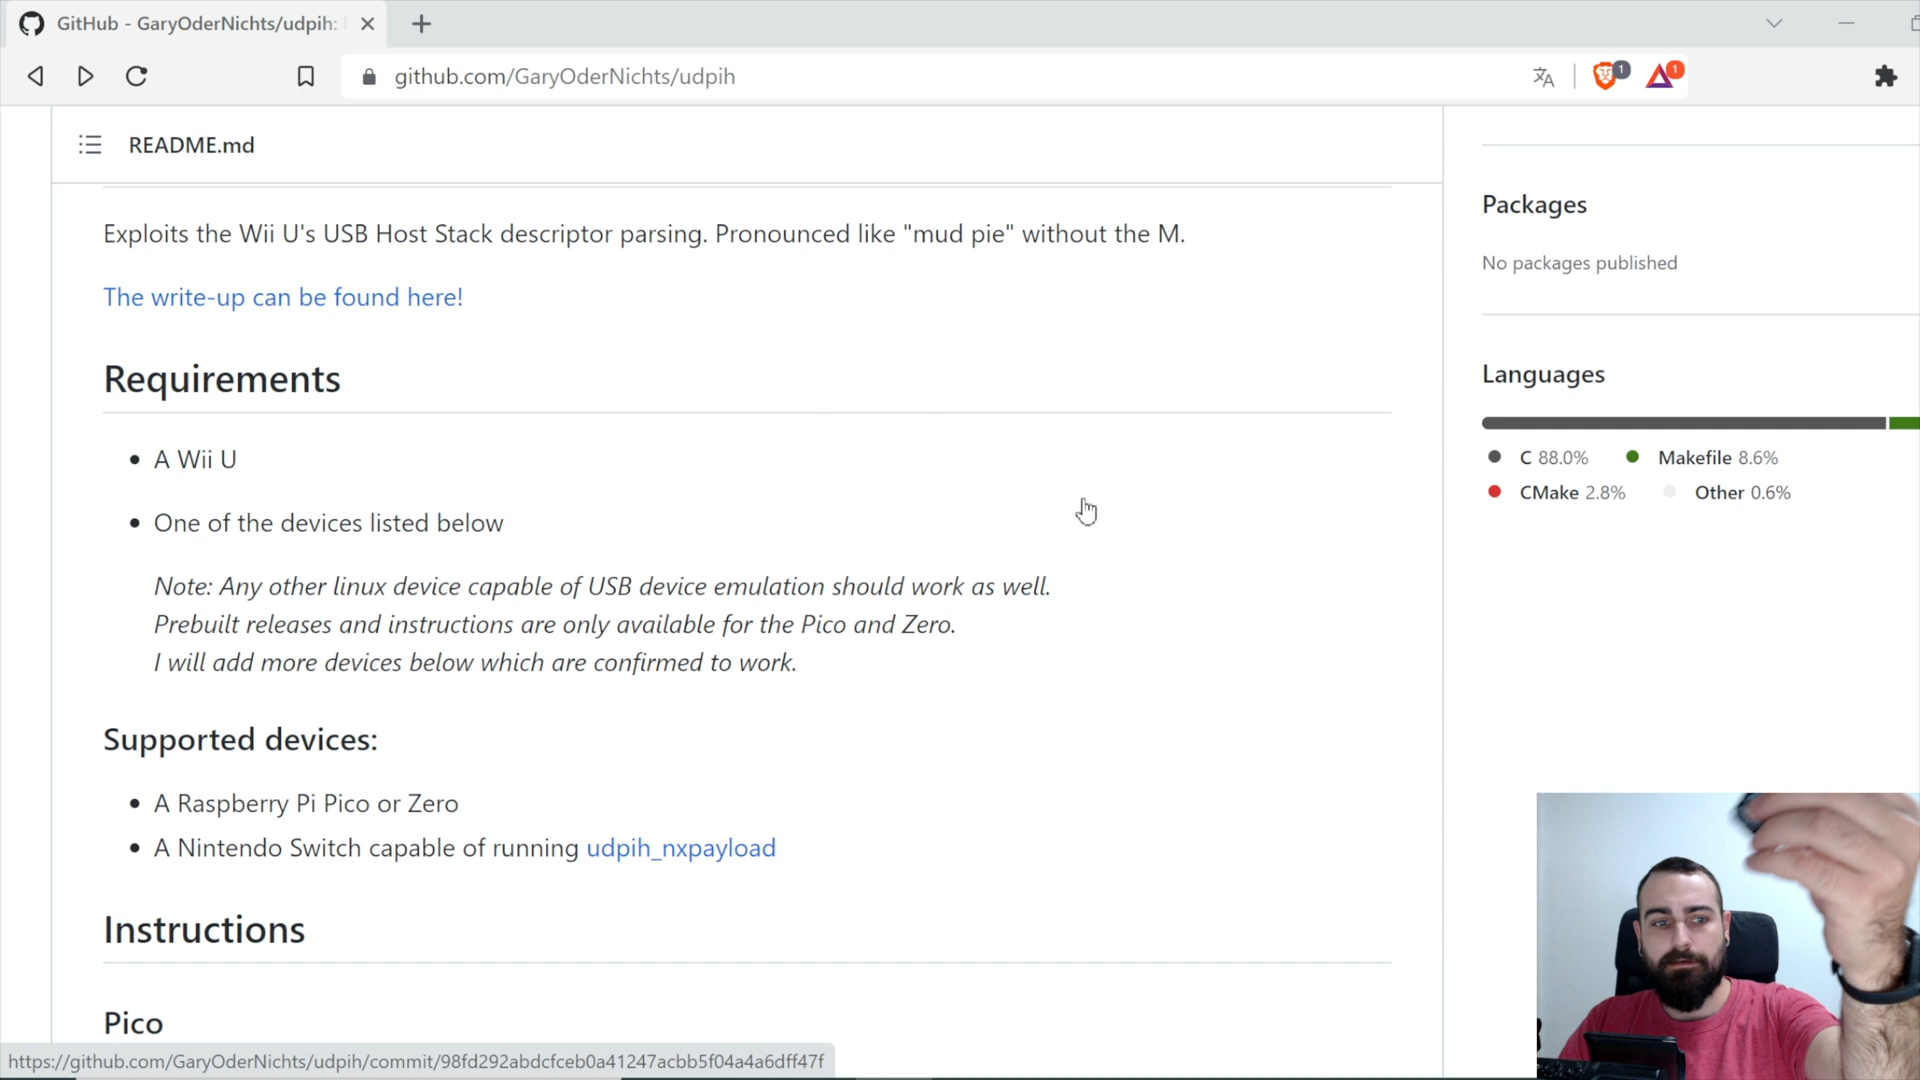 GitHub - GaryOderNichts/udpih:
github.com/GaryOderNichts/udpih
1
1
README.md
Exploits the Wii U's USB Host Stack descriptor parsing. Pronounced like "mud pie" without the M.
The write-up can be found here!
Requirements
A Wii U
One of the devices listed below
Note: Any other linux device capable of USB device emulation should work as well.
Prebuilt releases and instructions are only available for the Pico and Zero.
I will add more devices below which are confirmed to work.
Supported devices:
A Raspberry Pi Pico or Zero
A Nintendo Switch capable of running udpih_nxpayload
Instructions
Pico
https://github.com/GaryOderNichts/udpih/commit/98fd292abdcfceb0a41247acbb5f04a4a6dff47f
Packages
No packages published
Languages
C 88.0% Makefile 8.6%
CMake 2.8% Other 0.6%